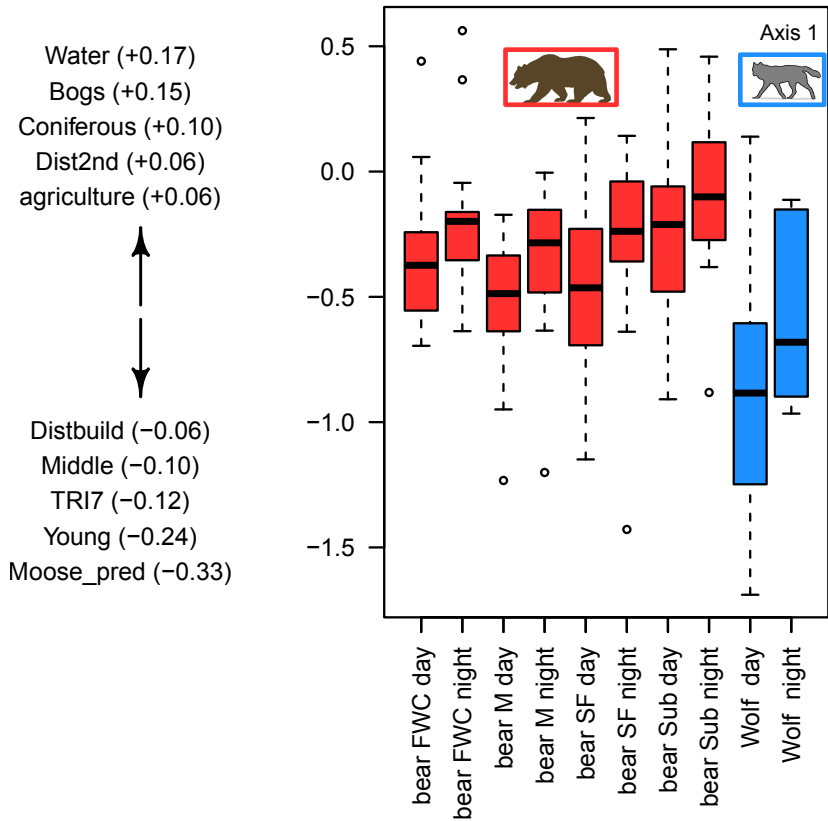 Water (+0.17)
Bogs (+0.15)
Coniferous (+0.10)
Dist2nd (+0.06)
agriculture (+0.06)
Distbuild (−0.06)
Middle (−0.10)
TRI7 (−0.12)
Young (−0.24)
Moose_pred (−0.33)
Axis 1
0.5
0.0
−0.5
−1.0
−1.5
bear FWC day
bear FWC night
bear M day
bear M night
bear SF day
bear SF night
bear Sub day
bear Sub night
Wolf day
Wolf night